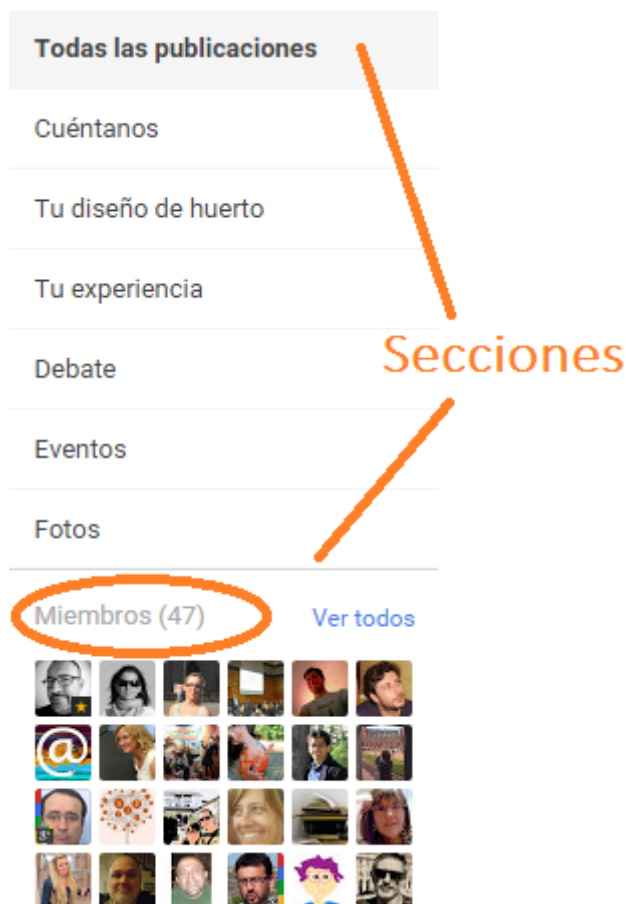 Todas las publicaciones
Cuéntanos
Tu diseño de huerto
Tu experiencia
Secciones
Debate
Eventos
Fotos
Miembros (47)
Ver todos
@